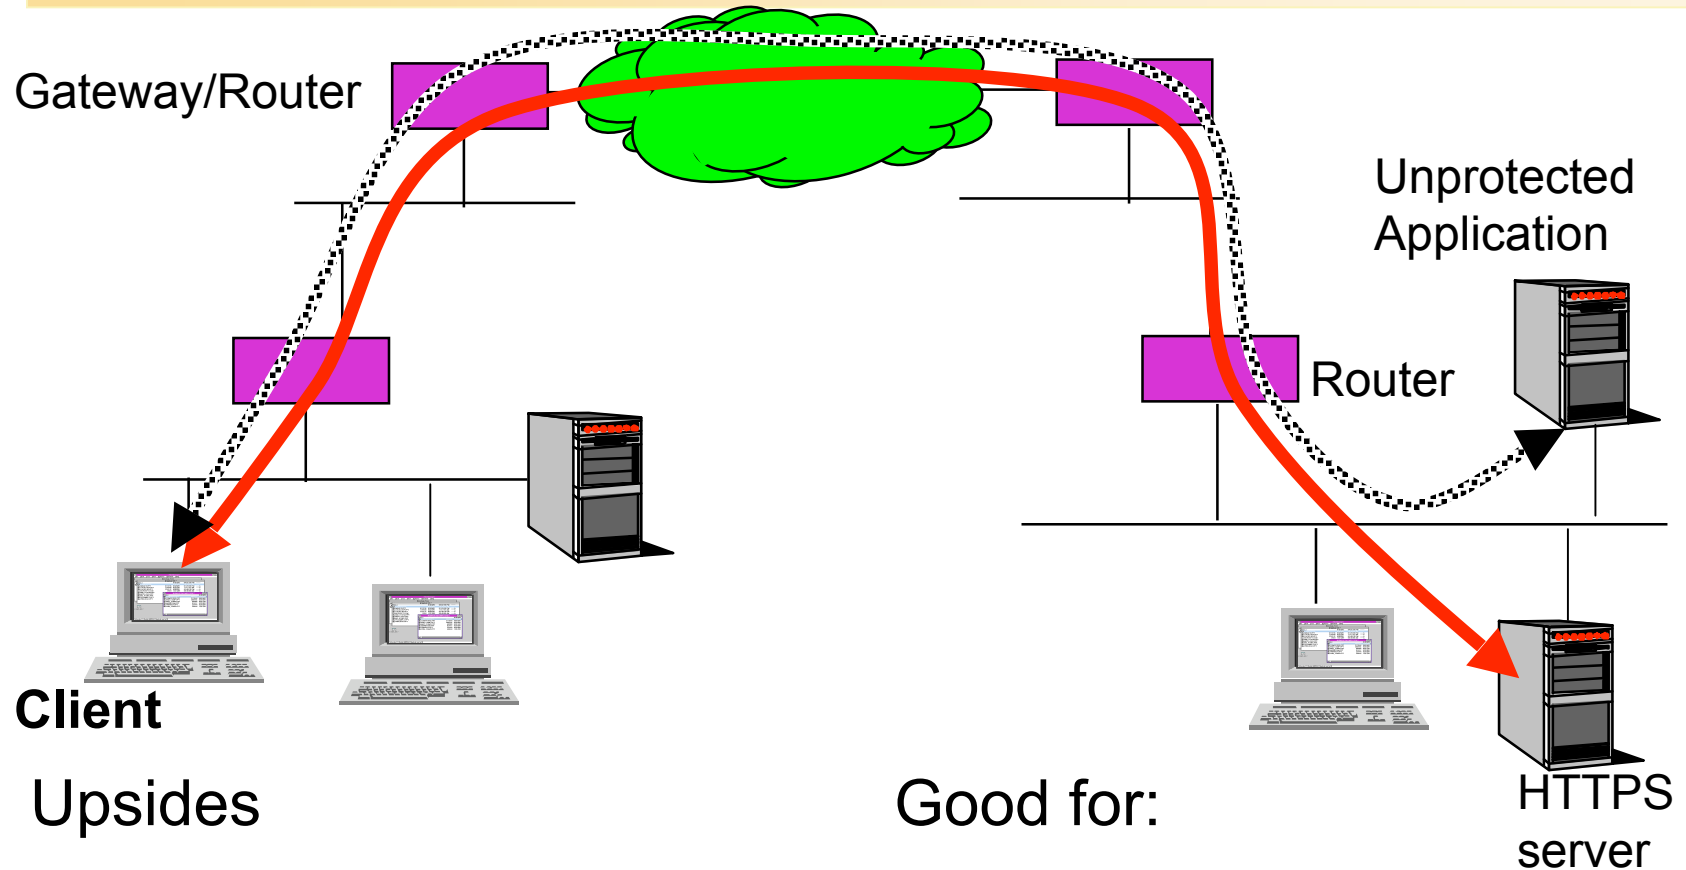 Gateway/Router
Unprotected
Application
Router
Client
Upsides
Good for:
HTTPS
server